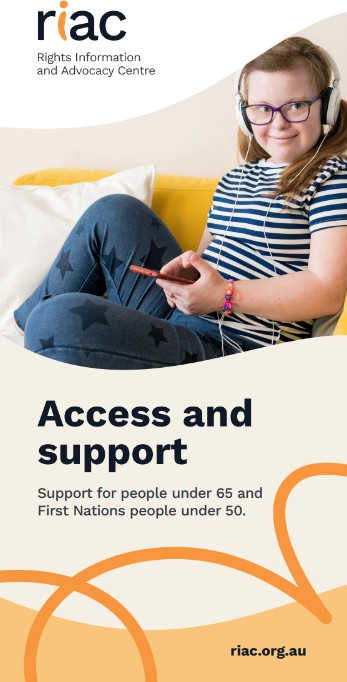 riac
Rights Information
and Advocacy Centre
Access and
support
Support for people under 65 and
First Nations people under 50.
riac.org.au